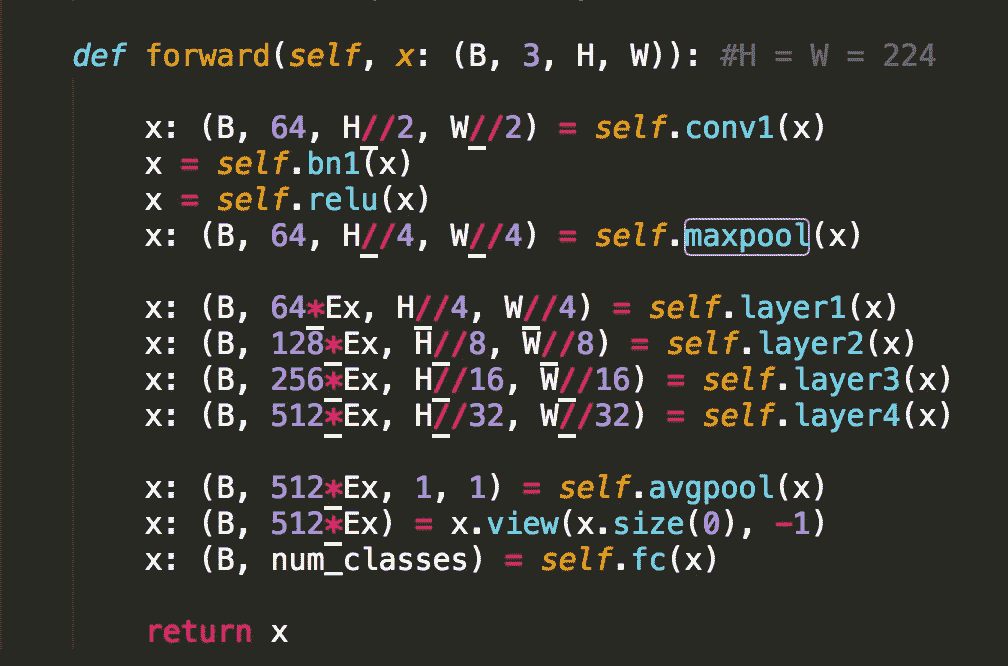 def forward(self, x: (B, 3, H, W)): #H = W = 224
x: (B, 64, H//2, W//2) = self.conv1(x)
x = self.bn1(x)
x = self.relu(x)
x: (B, 64, H//4, W//4) = self.maxpool(x)
x: (B, 64*Ex, H//4, W//4) = self.layer1(x)
x: (B, 128*Ex, H//8, W//8) = self.layer2(x)
x: (B, 256*Ex, H//16, W//16) = self.layer3(x)
x: (B, 512*Ex, H//32, W//32) = self.layer4(x)
x: (B, 512*Ex, 1, 1) = self.avgpool(x)
x: (B, 512*Ex) = x.view(x.size(0), -1)
x: (B, num_classes) = self.fc(x)
return x